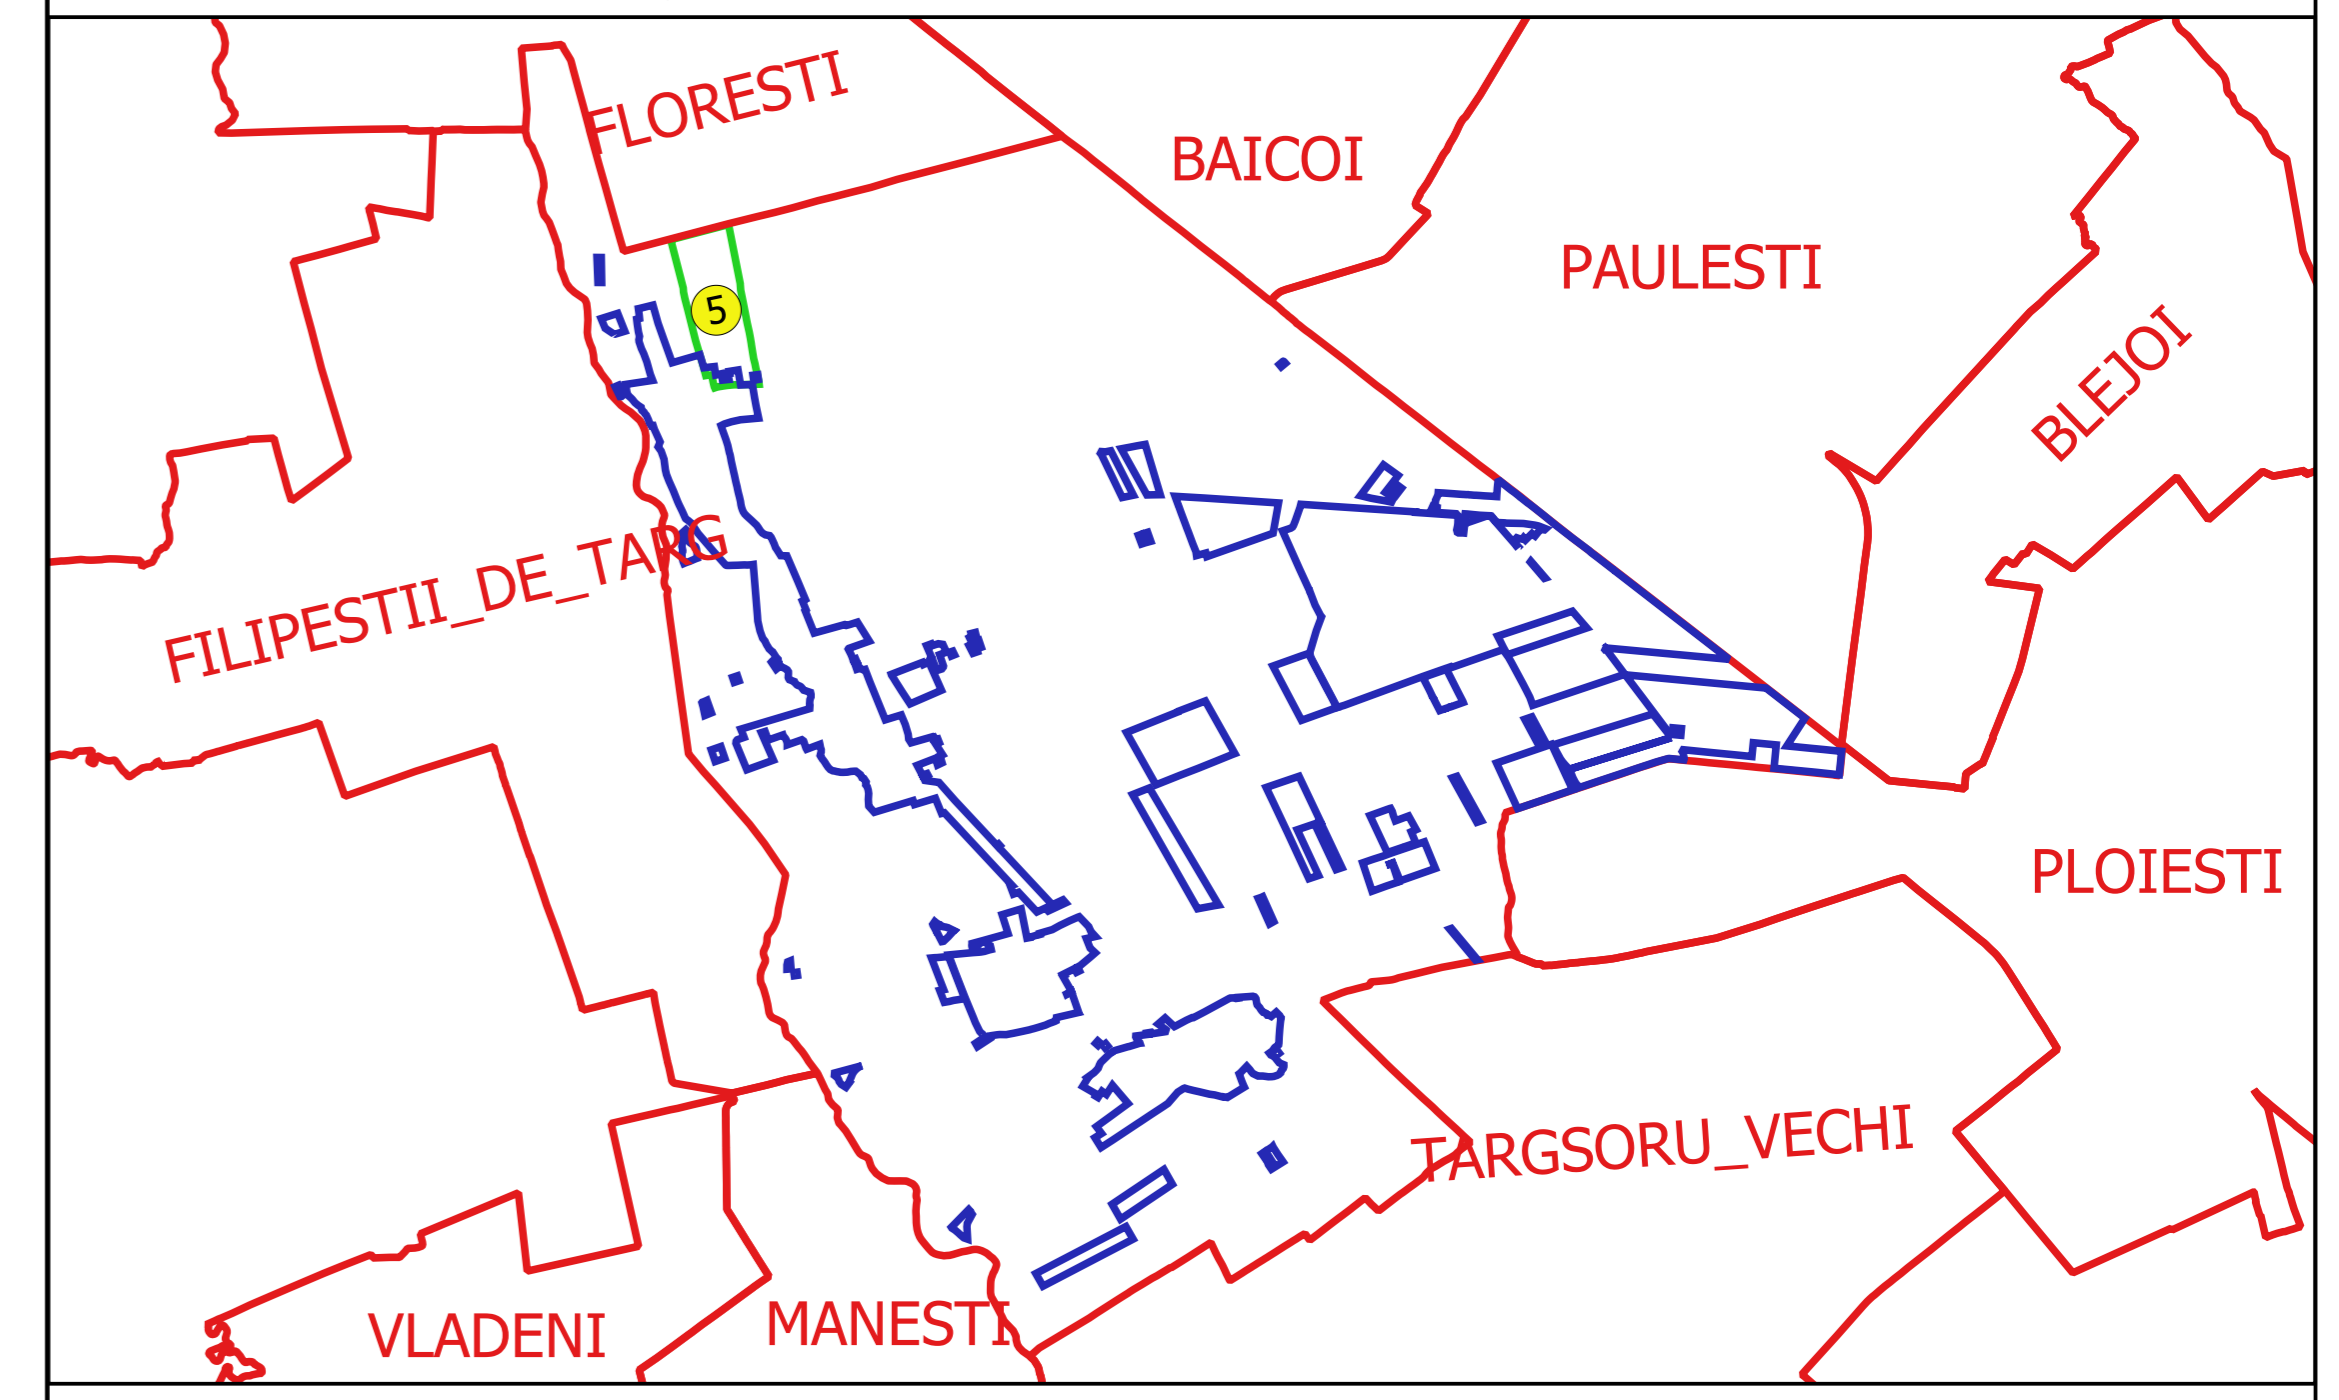 FLORESTI
BAICOI
PAULESTI
5
BLEJOI
FILIPESTII_DE_TARG
PLOIESTI
TARGSORU_VECHI
VLADENI
MANESTI